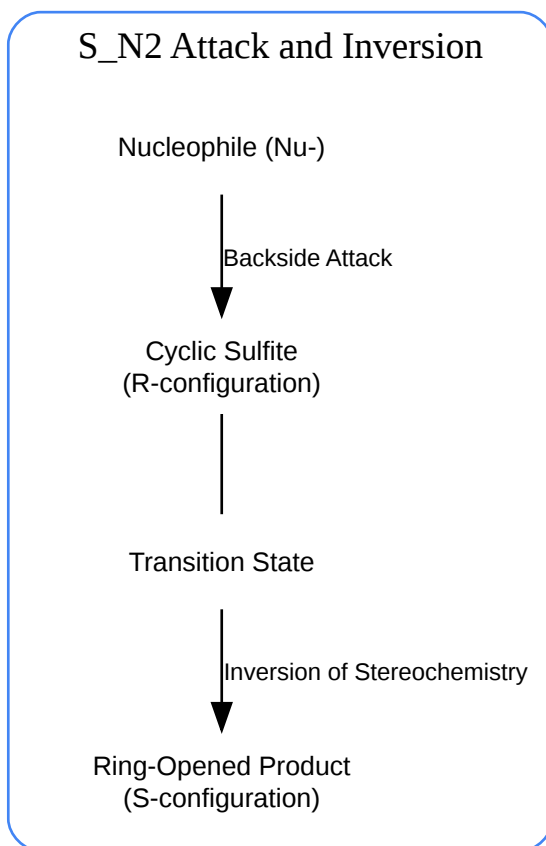 S_N2 Attack and Inversion
Nucleophile (Nu-)
Backside Attack
Cyclic Sulfite
(R-configuration)
Transition State
Inversion of Stereochemistry
Ring-Opened Product
(S-configuration)